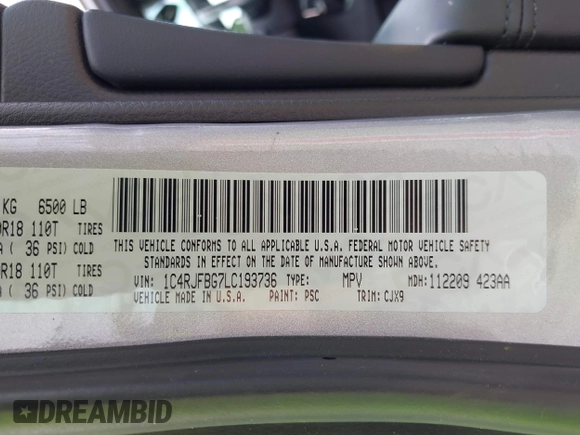 KG 6500 LB
R18 110T TIRES
36 PSI) COLD
R18 110T TIRES
36 PSI) COLD
THIS VEHICLE CONFORMS TO ALL APPLICABLE U.S.A. FEDERAL MOTOR VEHICLE SAFETY
STANDARDS IN EFFECT ON THE DATE OF MANUFACTURE SHOWN ABOVE.
VIN: 1C4RJFBG7LC193736 TYPE: MPV MDH: 112209 423AA
VEHICLE MADE IN U.S.A. PAINT: PSC TRIM: CJX9
DREAMBID